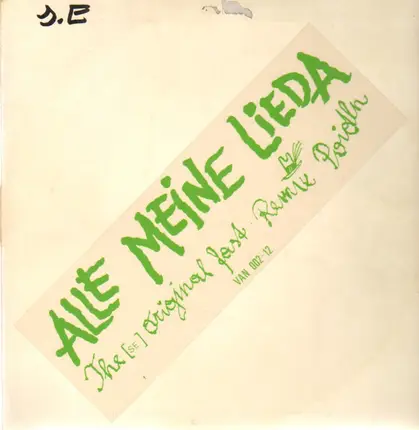 J.E
ALLE MEINE LIEDA
The [SE] original fast. Remix Poidln
VAN 002-12